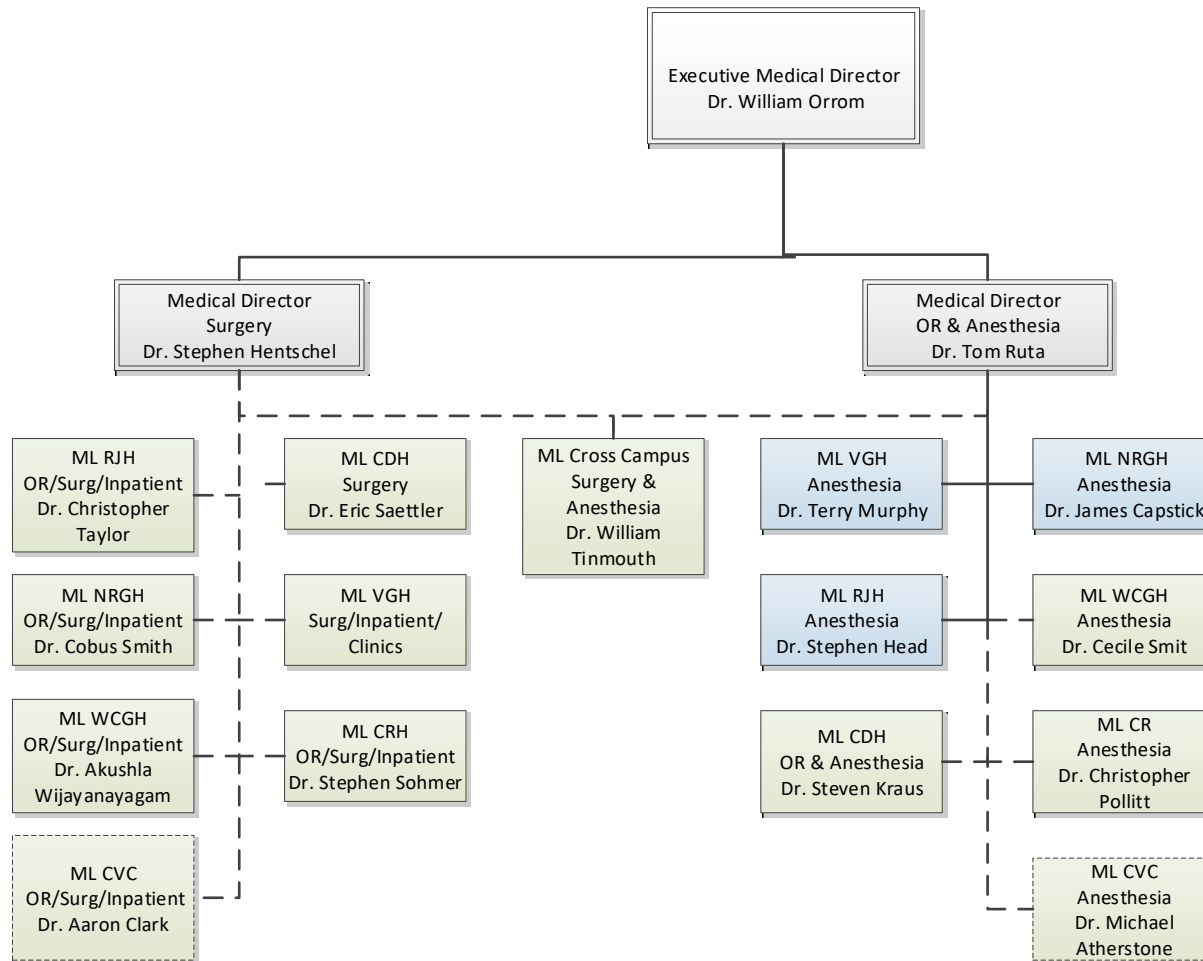 Executive Medical Director
Dr. William Orrom
Medical Director
Surgery
Dr. Stephen Hentschel
Medical Director
OR & Anesthesia
Dr. Tom Ruta
ML RJH
OR/Surg/Inpatient
Dr. Christopher
Taylor
ML CDH
Surgery
Dr. Eric Saettler
ML Cross Campus
Surgery &
Anesthesia
Dr. William
Tinmouth
ML VGH
Anesthesia
Dr. Terry Murphy
ML NRGH
Anesthesia
Dr. James Capstick
ML NRGH
OR/Surg/Inpatient
Dr. Cobus Smith
ML VGH
Surg/Inpatient/
Clinics
ML RJH
Anesthesia
Dr. Stephen Head
ML WCGH
Anesthesia
Dr. Cecile Smit
ML WCGH
OR/Surg/Inpatient
Dr. Akushla
Wijayanayagam
ML CRH
OR/Surg/Inpatient
Dr. Stephen Sohmer
ML CDH
OR & Anesthesia
Dr. Steven Kraus
ML CR
Anesthesia
Dr. Christopher
Pollitt
ML CVC
OR/Surg/Inpatient
Dr. Aaron Clark
ML CVC
Anesthesia
Dr. Michael
Atherstone